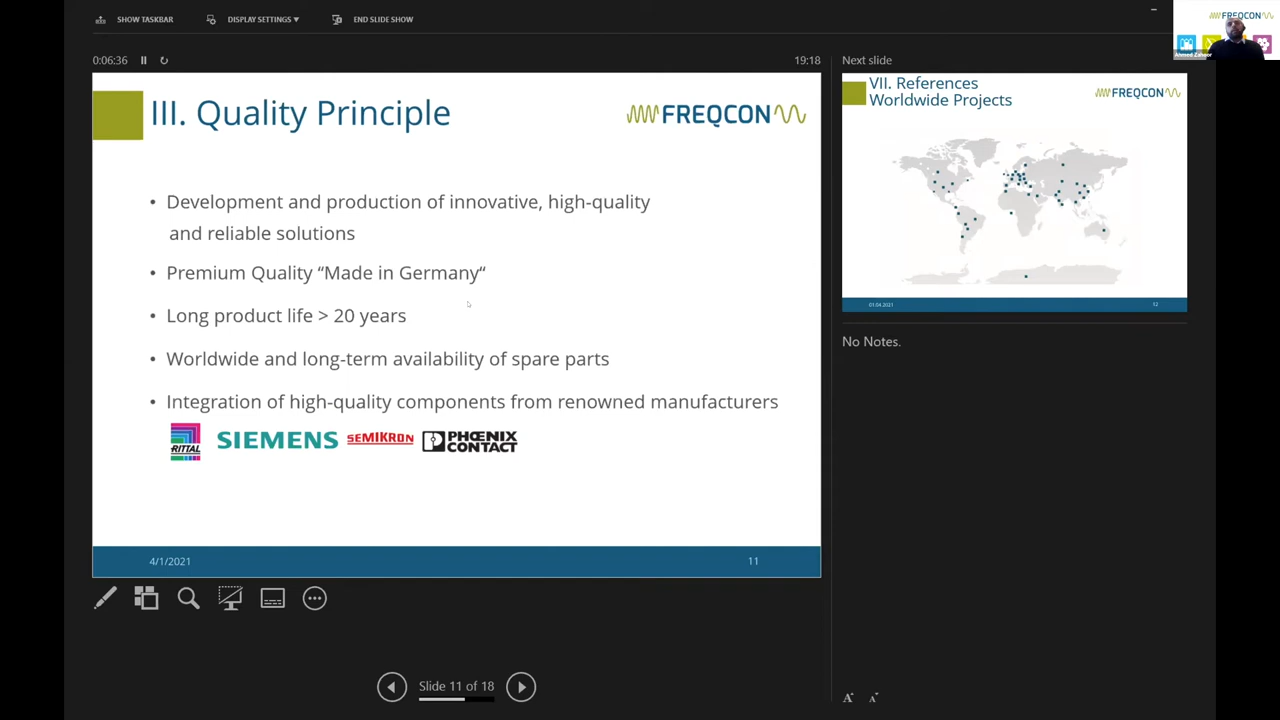 SHOW TASKBAR
DISPLAY SETTINGS ▾
END SLIDE SHOW
FREQCON
Ahmed Zahoor
0:06:36
19:18
Next slide
III. Quality Principle
FREQCON
• Development and production of innovative, high-quality
and reliable solutions
• Premium Quality “Made in Germany“
• Long product life > 20 years
• Worldwide and long-term availability of spare parts
• Integration of high-quality components from renowned manufacturers
RITTAL SIEMENS SEMIKRON PHŒNIX
CONTACT
4/1/2021
11
VII. References
Worldwide Projects
FREQCON
01.04.2021
12
No Notes.
Slide 11 of 18
A A